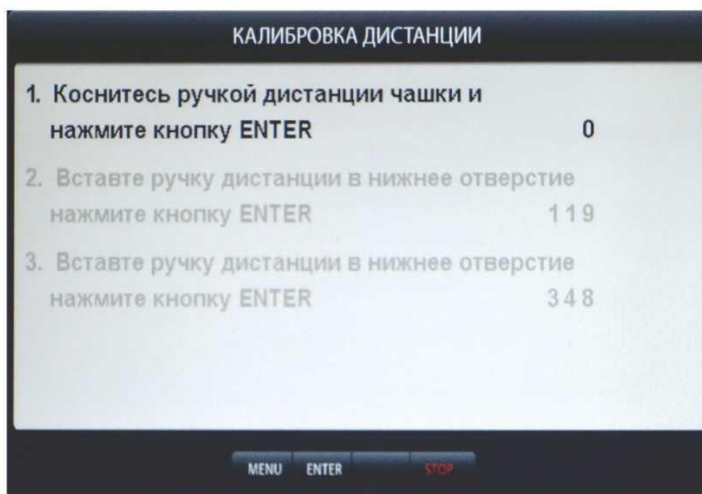 КАЛИБРОВКА ДИСТАНЦИИ
1. Коснитесь ручкой дистанции чашки и
нажмите кнопку ENTER 0
2. Вставте ручку дистанции в нижнее отверстие
нажмите кнопку ENTER 119
3. Вставте ручку дистанции в нижнее отверстие
нажмите кнопку ENTER 348
MENU ENTER STOP